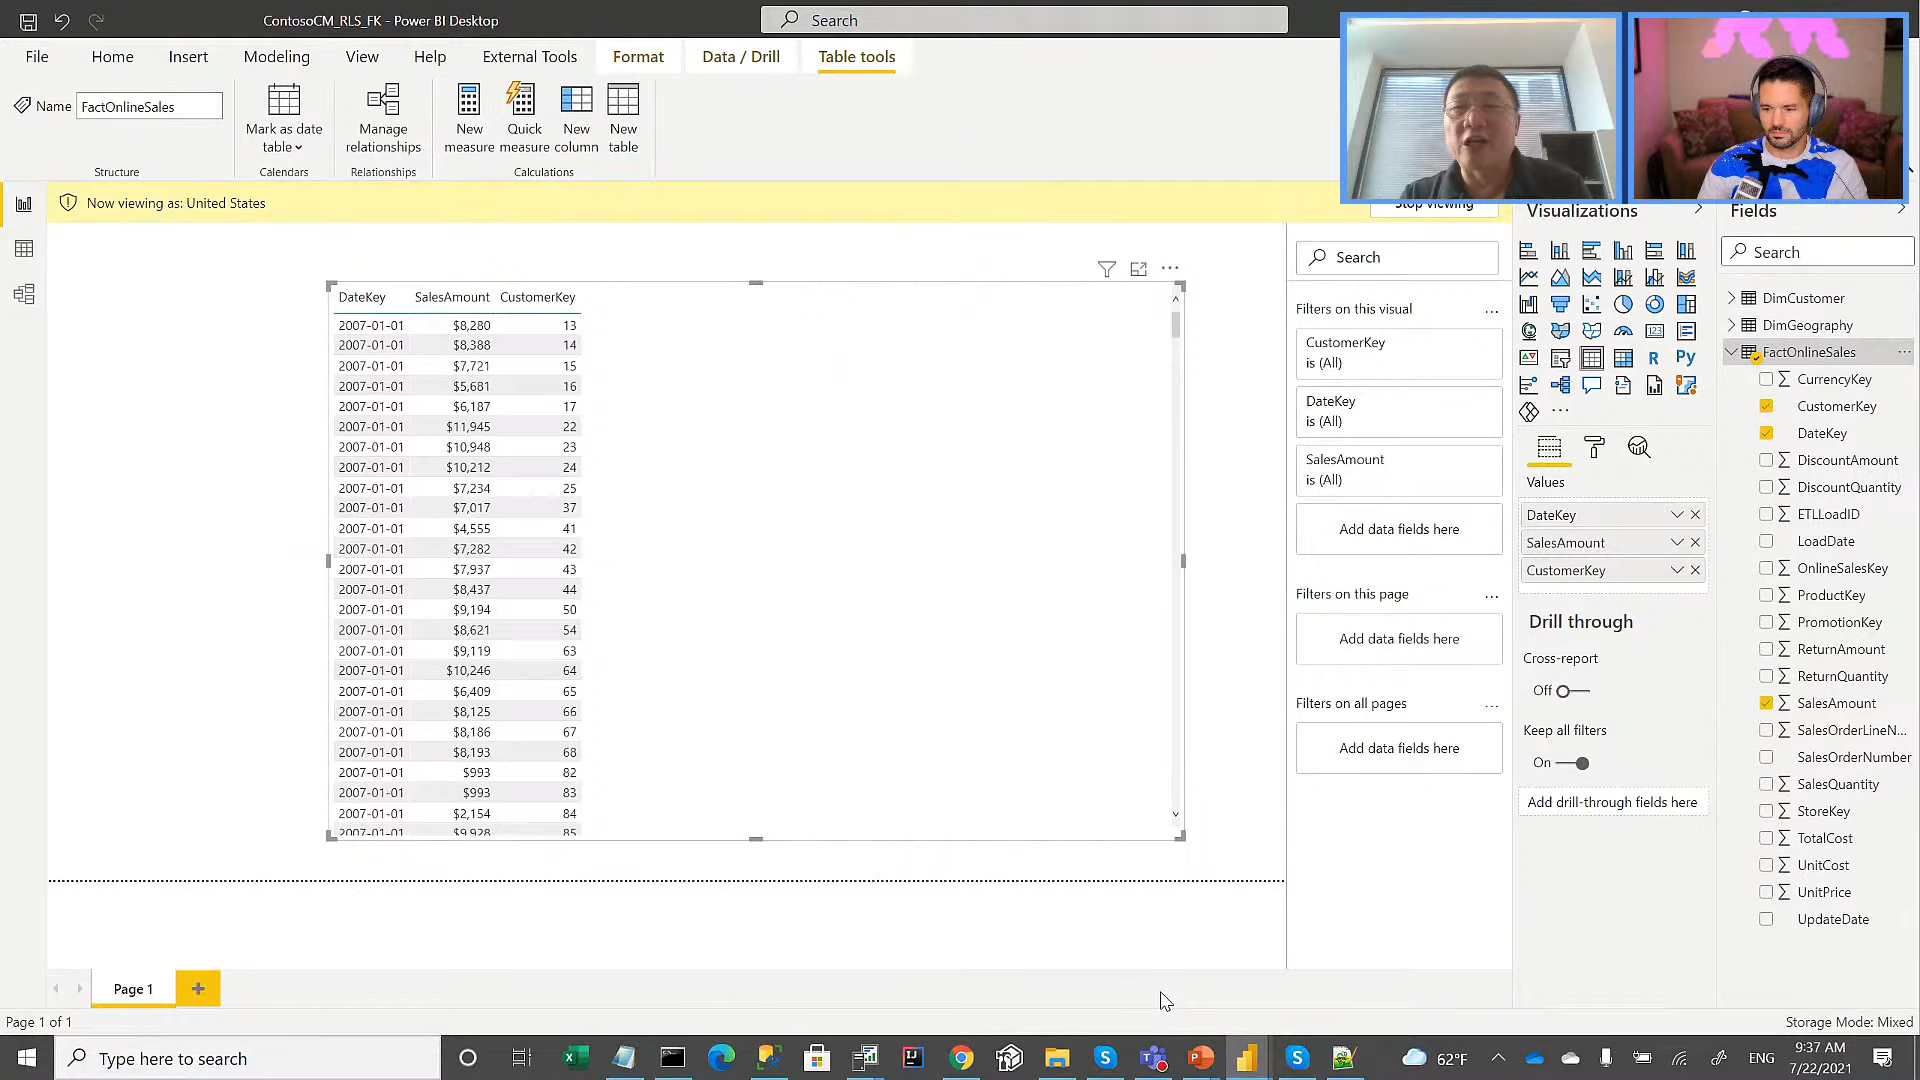 ContosoCM_RLS_FK - Power BI Desktop
Search
File Home Insert Modeling View Help External Tools Format Data / Drill Table tools
Name FactOnlineSales
Mark as date table
Manage relationships
New measure
Quick measure
New column
New table
Structure Calendars Relationships Calculations
Now viewing as: United States
Stop viewing
DateKey SalesAmount CustomerKey
2007-01-01 $8,280 13
2007-01-01 $8,388 14
2007-01-01 $7,721 15
2007-01-01 $5,681 16
2007-01-01 $6,187 17
2007-01-01 $11,945 22
2007-01-01 $10,948 23
2007-01-01 $10,212 24
2007-01-01 $7,234 25
2007-01-01 $7,017 37
2007-01-01 $4,555 41
2007-01-01 $7,282 42
2007-01-01 $7,937 43
2007-01-01 $8,437 44
2007-01-01 $9,194 50
2007-01-01 $8,621 54
2007-01-01 $9,119 63
2007-01-01 $10,246 64
2007-01-01 $6,409 65
2007-01-01 $8,125 66
2007-01-01 $8,186 67
2007-01-01 $8,193 68
2007-01-01 $993 82
2007-01-01 $993 83
2007-01-01 $2,154 84
2007-01-01 $9,928 85
Search
Filters on this visual ...
CustomerKey
is (All)
DateKey
is (All)
SalesAmount
is (All)
Add data fields here
Filters on this page ...
Add data fields here
Filters on all pages ...
Add data fields here
Visualizations
R Py
123
...
Values
DateKey
SalesAmount
CustomerKey
Drill through
Cross-report
Off
Keep all filters
On
Add drill-through fields here
Fields
Search
DimCustomer
DimGeography
FactOnlineSales ...
CurrencyKey
CustomerKey
DateKey
DiscountAmount
DiscountQuantity
ETLLoadID
LoadDate
OnlineSalesKey
ProductKey
PromotionKey
ReturnAmount
ReturnQuantity
SalesAmount
SalesOrderLineN...
SalesOrderNumber
SalesQuantity
StoreKey
TotalCost
UnitCost
UnitPrice
UpdateDate
Page 1
Page 1 of 1
Storage Mode: Mixed
Type here to search
62°F
ENG
9:37 AM
7/22/2021